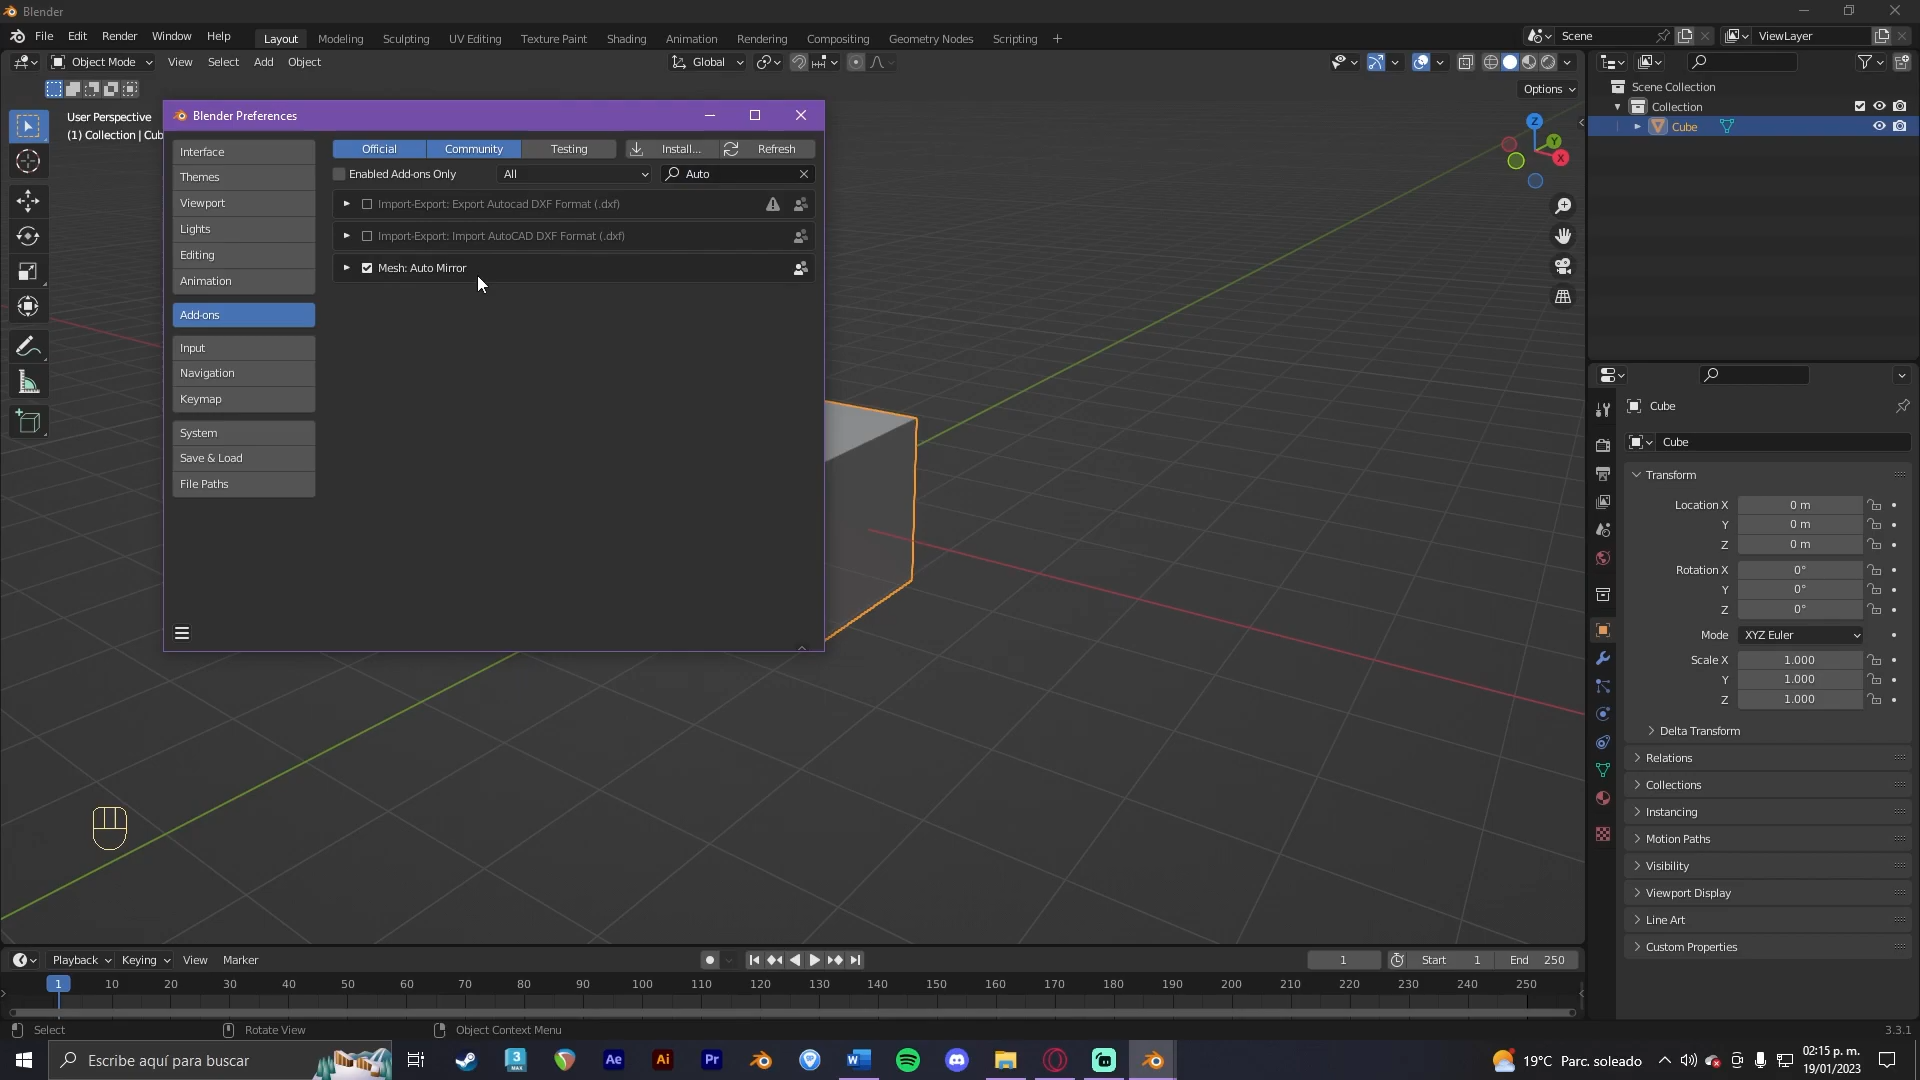 Blender
File Edit Render Window Help Layout Modeling Sculpting UV Editing Texture Paint Shading Animation Rendering Compositing Geometry Nodes Scripting + Scene ViewLayer
Object Mode View Select Add Object Global
Options
User Perspective
(1) Collection | Cub
Blender Preferences
Interface
Themes
Viewport
Lights
Editing
Animation
Add-ons
Input
Navigation
Keymap
System
Save & Load
File Paths
Official Community Testing Install... Refresh
Enabled Add-ons Only All Auto
Import-Export: Export Autocad DXF Format (.dxf)
Import-Export: Import AutoCAD DXF Format (.dxf)
Mesh: Auto Mirror
Z
Y
X
Scene Collection
Collection
Cube
Cube
Cube
Transform
Location X 0 m
Y 0 m
Z 0 m
Rotation X 0°
Y 0°
Z 0°
Mode XYZ Euler
Scale X 1.000
Y 1.000
Z 1.000
Delta Transform
Relations
Collections
Instancing
Motion Paths
Visibility
Viewport Display
Line Art
Custom Properties
Playback Keying View Marker 1 Start 1 End 250
1 10 20 30 40 50 60 70 80 90 100 110 120 130 140 150 160 170 180 190 200 210 220 230 240 250
Select Rotate View Object Context Menu 3.3.1
Escribe aquí para buscar 3 MAX Ae Ai Pr W 19°C Parc. soleado 02:15 p. m.
19/01/2023